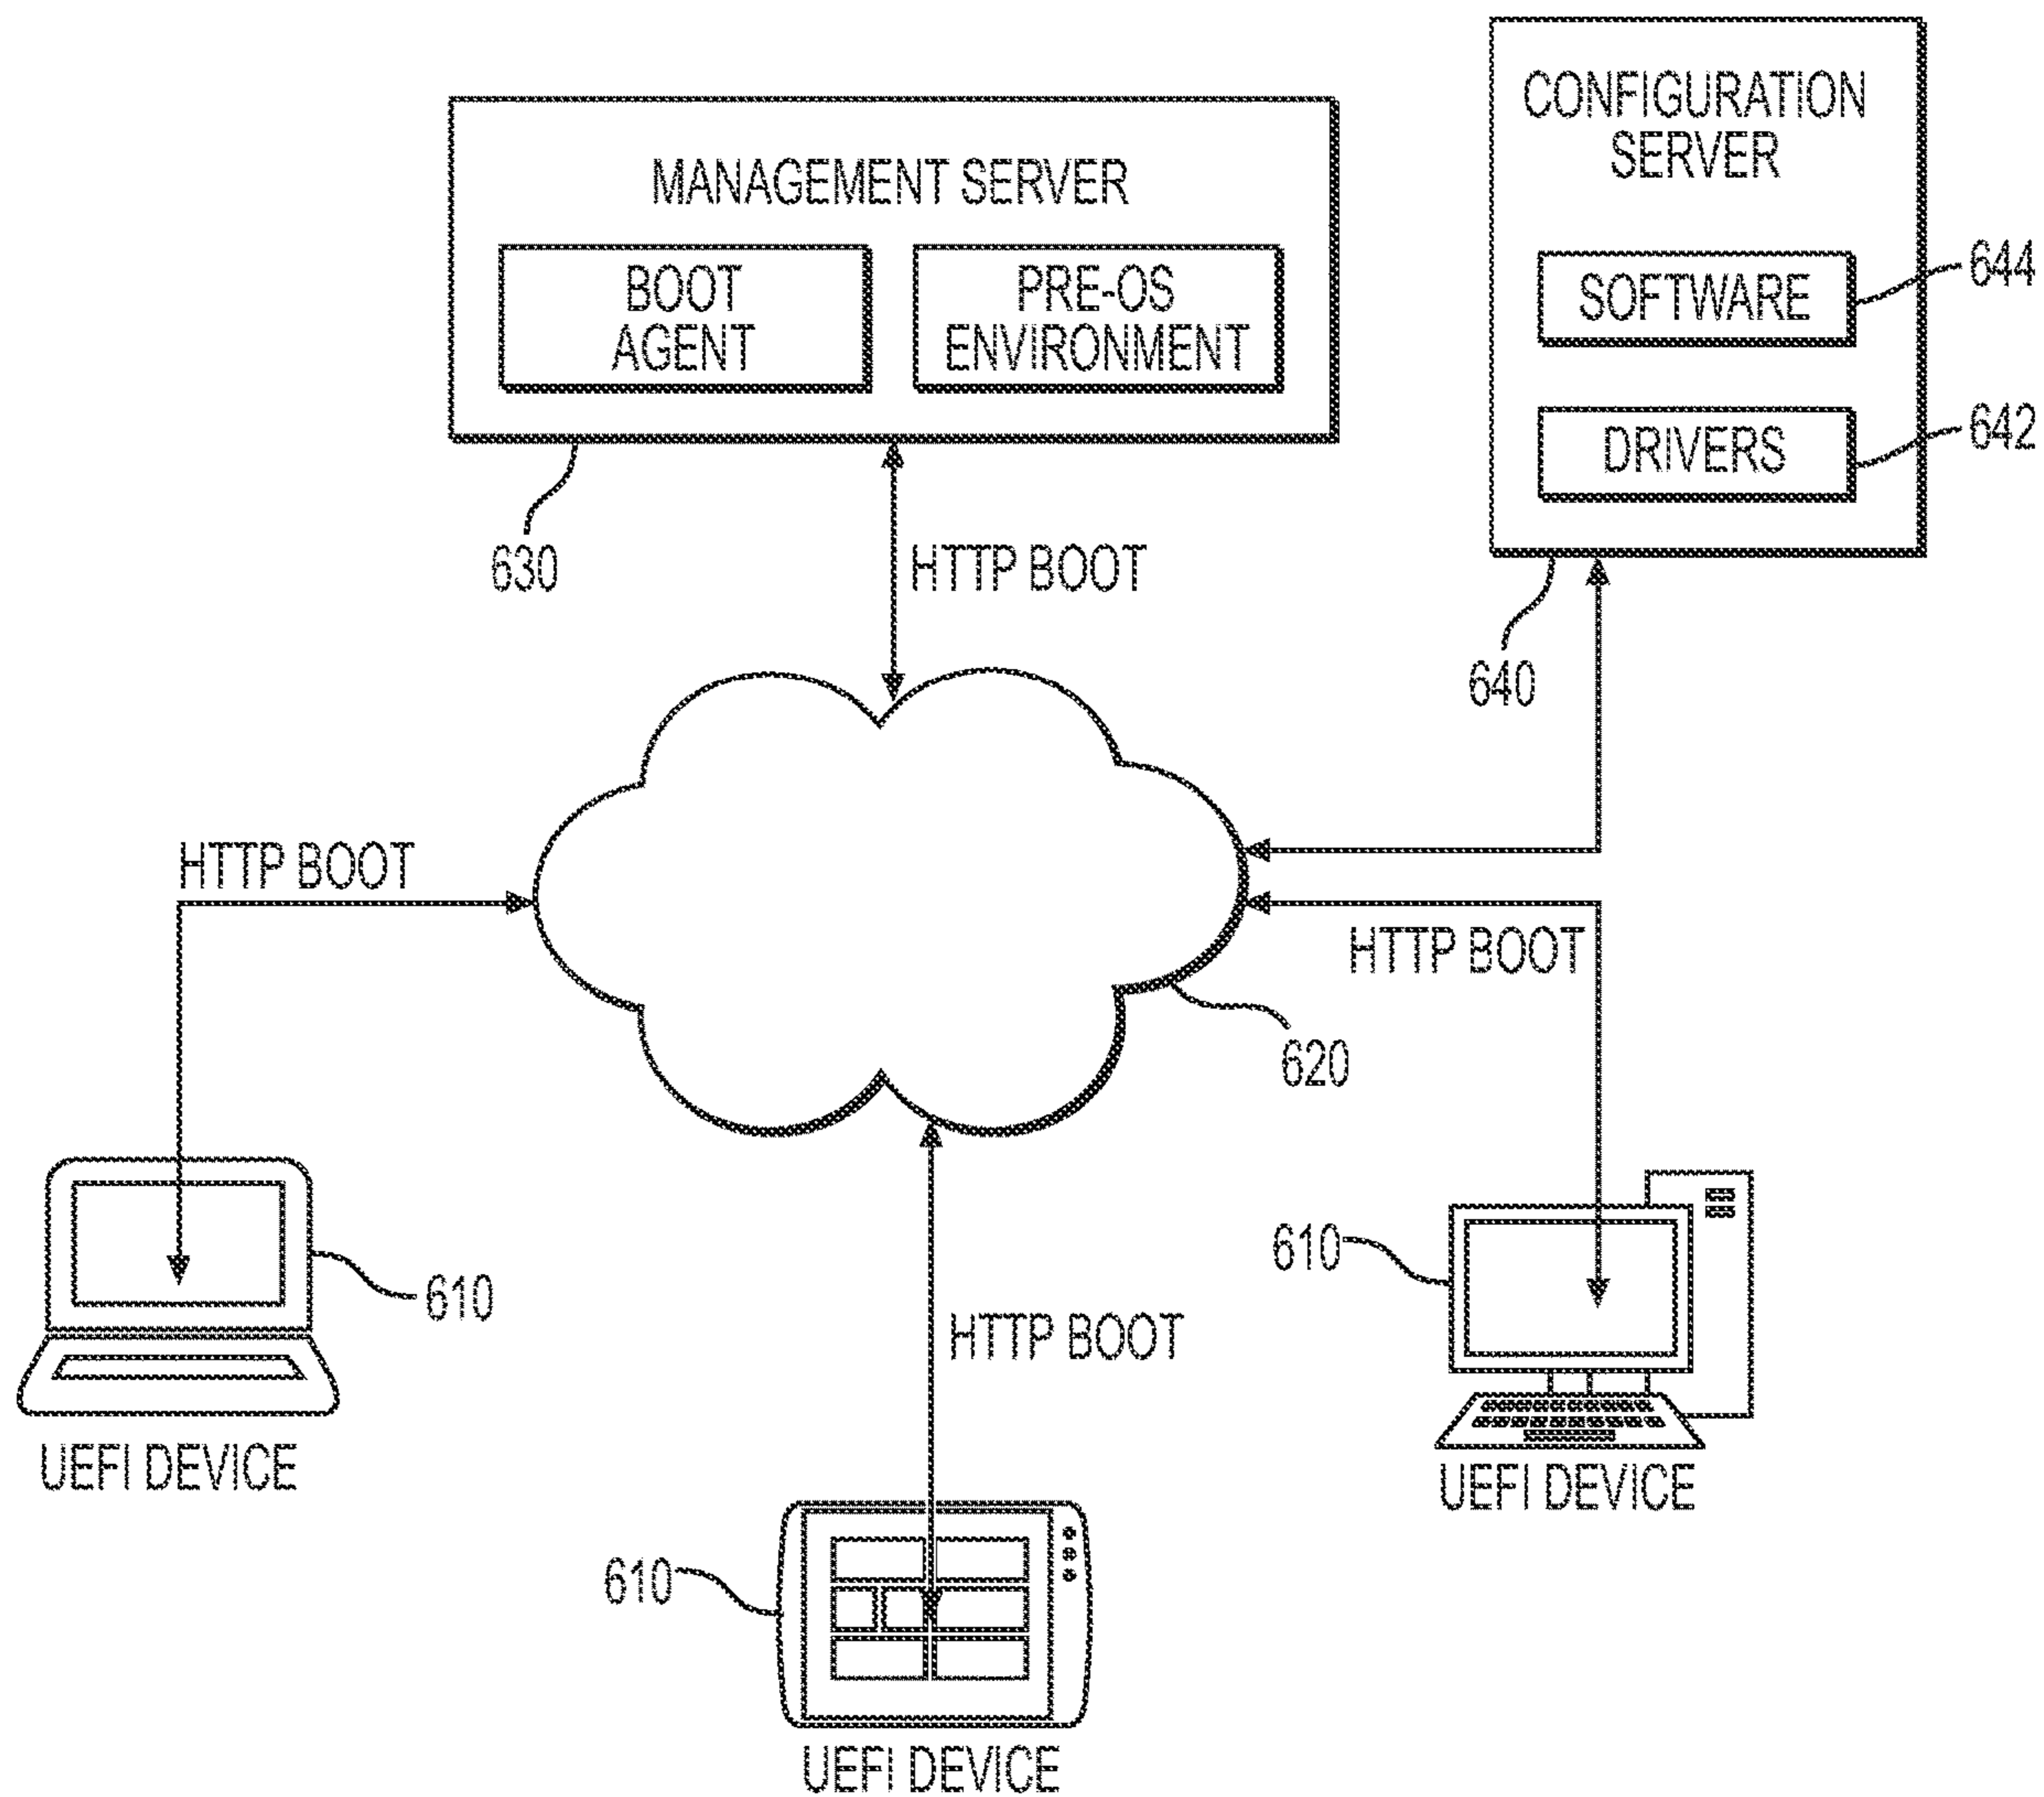 CONFIGURATION
SERVER
SOFTWARE
644
DRIVERS
642
640
MANAGEMENT SERVER
BOOT
AGENT
PRE-OS
ENVIRONMENT
630
HTTP BOOT
HTTP BOOT
HTTP BOOT
620
610
UEFI DEVICE
HTTP BOOT
610
UEFI DEVICE
610
UEFI DEVICE